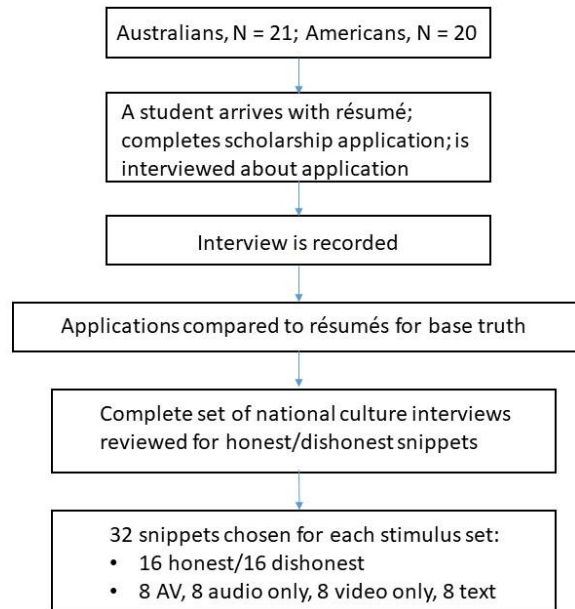 Australians, N = 21; Americans, N = 20
A student arrives with résumé;
completes scholarship application; is
interviewed about application
Interview is recorded
Applications compared to résumés for base truth
Complete set of national culture interviews
reviewed for honest/dishonest snippets
32 snippets chosen for each stimulus set:
• 16 honest/16 dishonest
• 8 AV, 8 audio only, 8 video only, 8 text